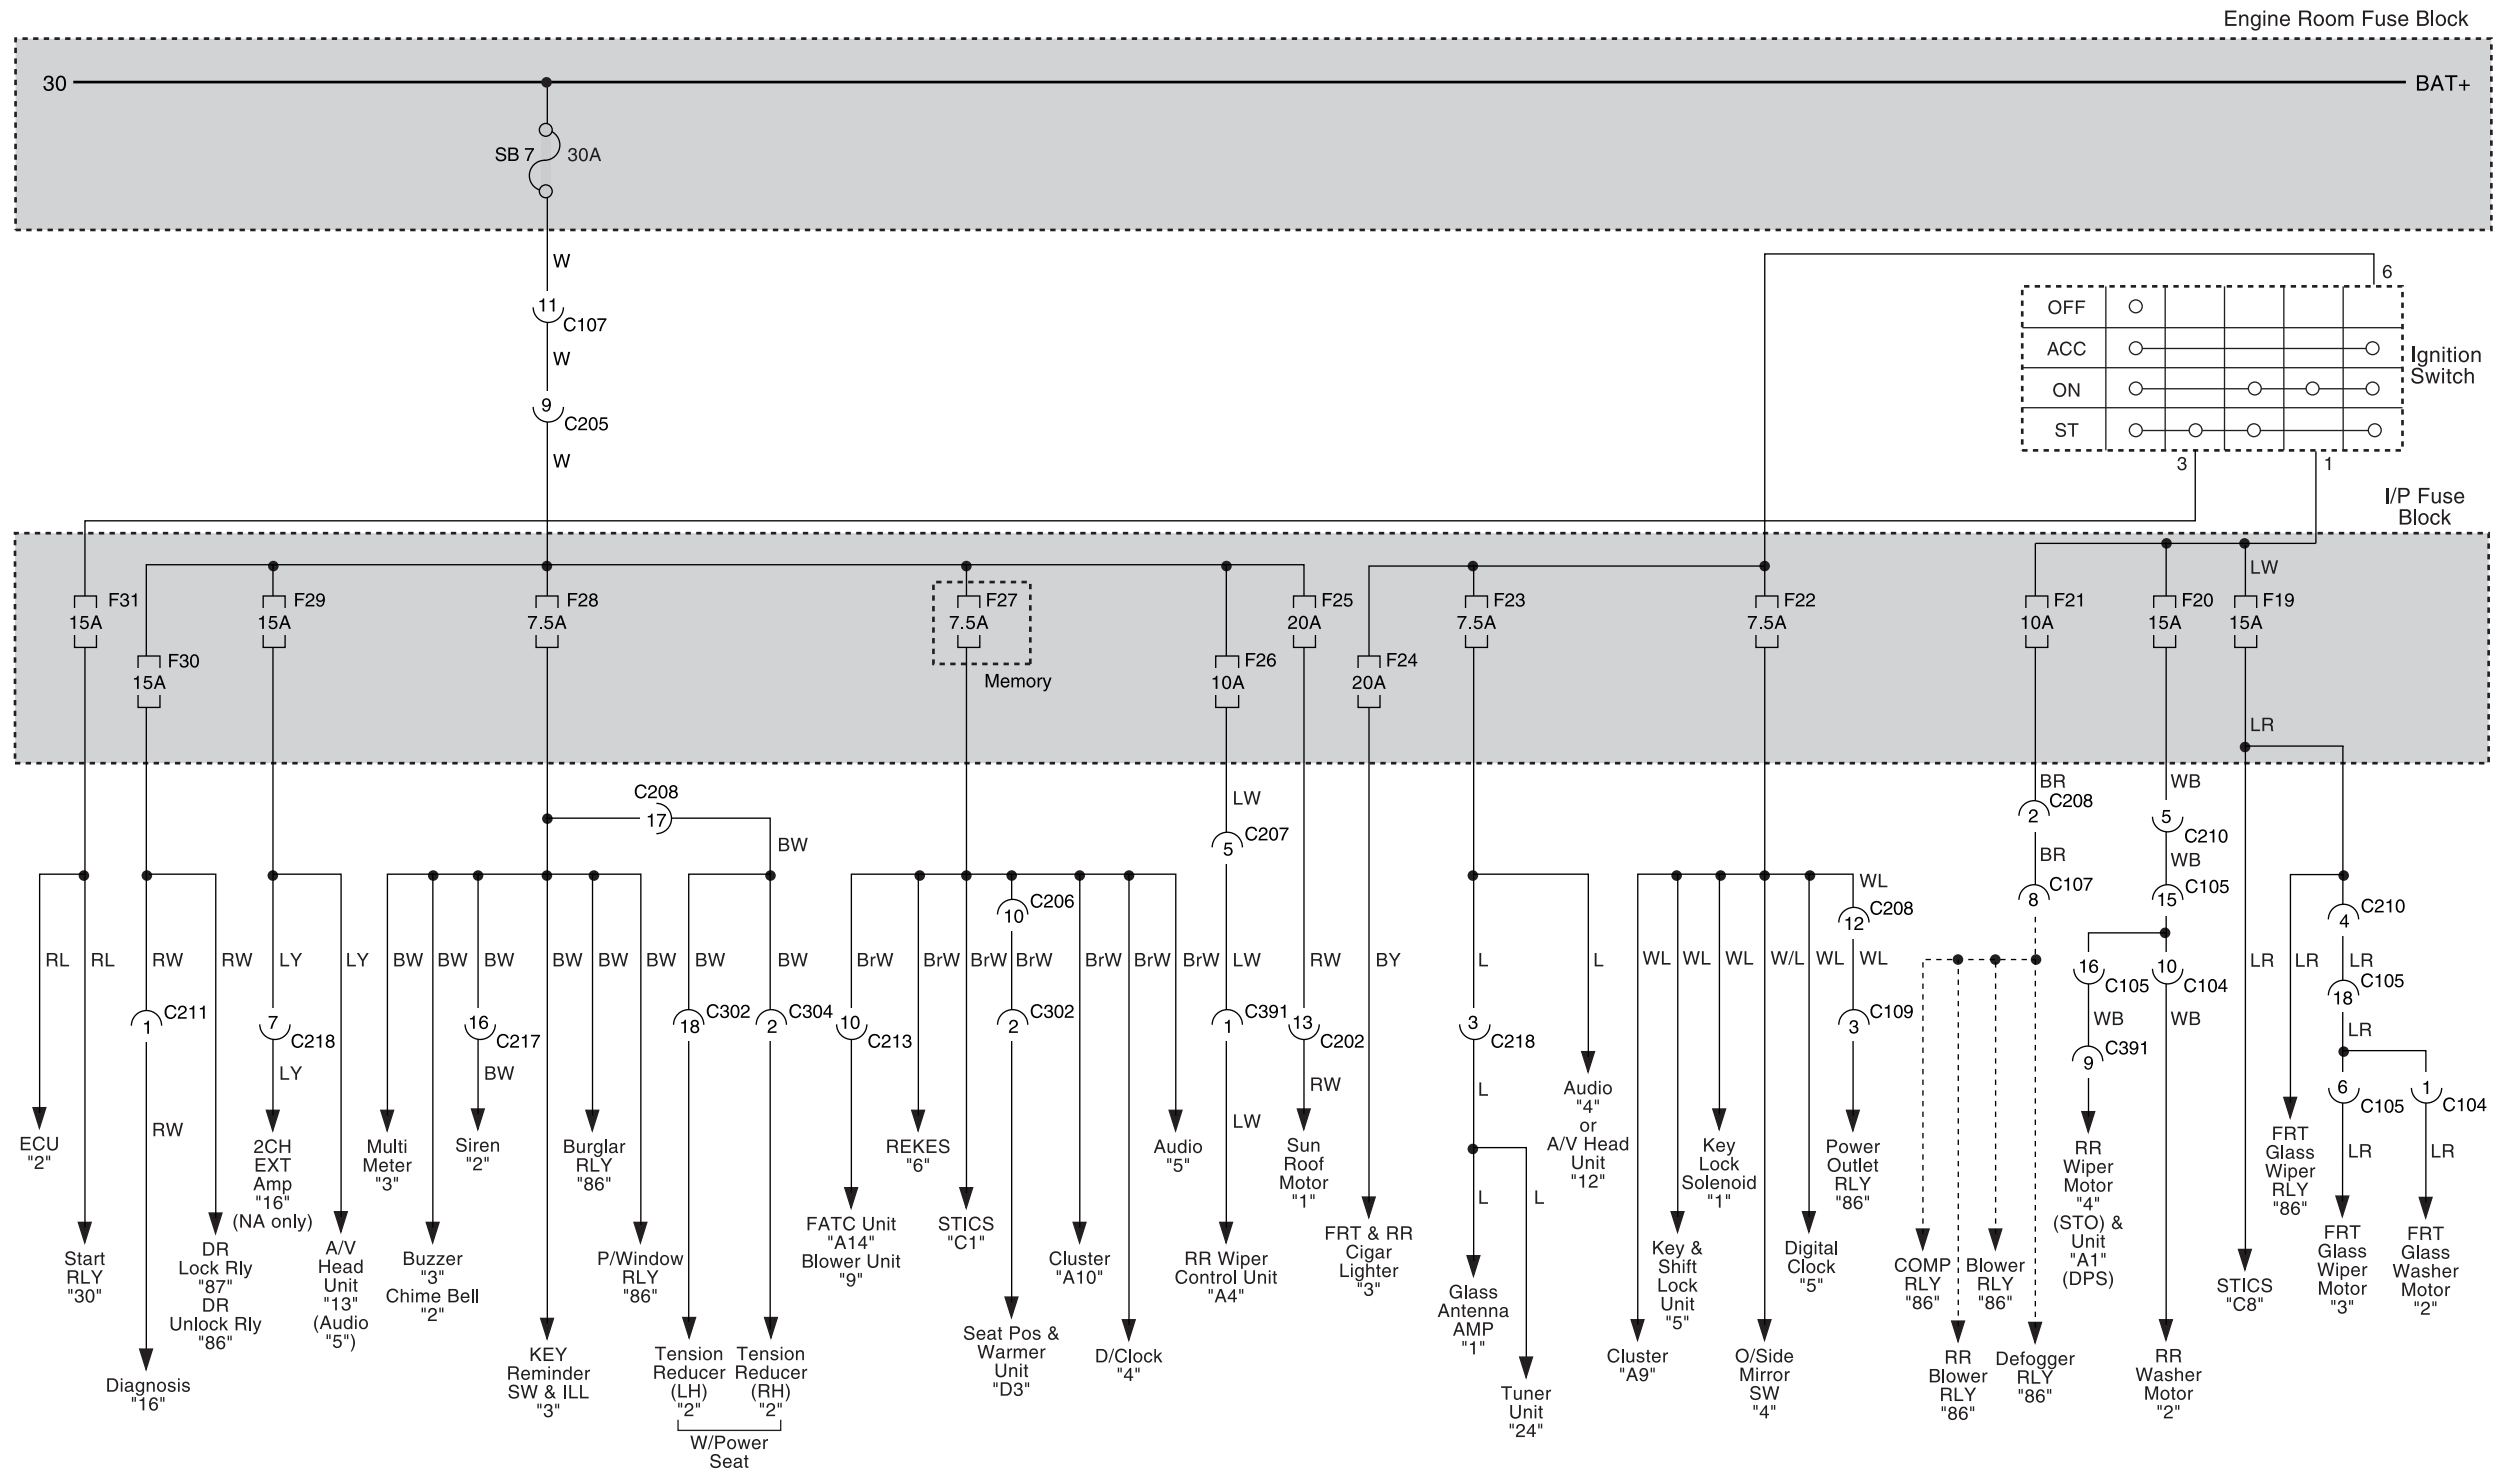 Engine Room Fuse Block
30
BAT+
SB 7
30A
W
11
C107
W
9
C205
W
6
OFF
ACC
ON
ST
Ignition
Switch
3
1
I/P Fuse
Block
F31
15A
F30
15A
F29
15A
F28
7.5A
F27
7.5A
Memory
F26
10A
F25
20A
F24
20A
F23
7.5A
F22
7.5A
F21
10A
F20
15A
LW
F19
15A
LR
RL
ECU
"2"
RL
Start
RLY
"30"
RW
C211
1
RW
Diagnosis
"16"
RW
DR
Lock Rly
"87"
DR
Unlock Rly
"86"
LY
7
C218
LY
2CH
EXT
Amp
"16"
(NA only)
LY
A/V
Head
Unit
"13"
(Audio
"5")
BW
Multi
Meter
"3"
BW
Buzzer
"3"
Chime Bell
"2"
BW
16
C217
BW
Siren
"2"
BW
KEY
Reminder
SW & ILL
"3"
BW
Burglar
RLY
"86"
BW
P/Window
RLY
"86"
C208
17
BW
BW
C302
18
Tension
Reducer
(LH)
"2"
BW
C304
2
Tension
Reducer
(RH)
"2"
W/Power
Seat
BrW
10
C213
FATC Unit
"A14"
Blower Unit
"9"
BrW
REKES
"6"
BrW
STICS
"C1"
C206
10
BrW
C302
2
Seat Pos &
Warmer
Unit
"D3"
BrW
Cluster
"A10"
BrW
D/Clock
"4"
BrW
Audio
"5"
LW
C207
5
LW
C391
1
LW
RR Wiper
Control Unit
"A4"
RW
13
C202
RW
Sun
Roof
Motor
"1"
BY
FRT & RR
Cigar
Lighter
"3"
L
3
C218
L
L
Glass
Antenna
AMP
"1"
L
Tuner
Unit
"24"
L
Audio
"4"
or
A/V Head
Unit
"12"
WL
Cluster
"A9"
WL
Key &
Shift
Lock
Unit
"5"
WL
Key
Lock
Solenoid
"1"
W/L
O/Side
Mirror
SW
"4"
WL
Digital
Clock
"5"
WL
C208
12
WL
C109
3
Power
Outlet
RLY
"86"
BR
C208
2
BR
C107
8
COMP
RLY
"86"
RR
Blower
RLY
"86"
Blower
RLY
"86"
Defogger
RLY
"86"
WB
5
C210
WB
C105
15
16
C105
WB
C391
9
RR
Wiper
Motor
"4"
(STO) &
Unit
"A1"
(DPS)
10
C104
WB
RR
Washer
Motor
"2"
LR
STICS
"C8"
LR
FRT
Glass
Wiper
RLY
"86"
C210
4
LR
C105
18
LR
6
C105
LR
FRT
Glass
Wiper
Motor
"3"
1
C104
LR
FRT
Glass
Washer
Motor
"2"